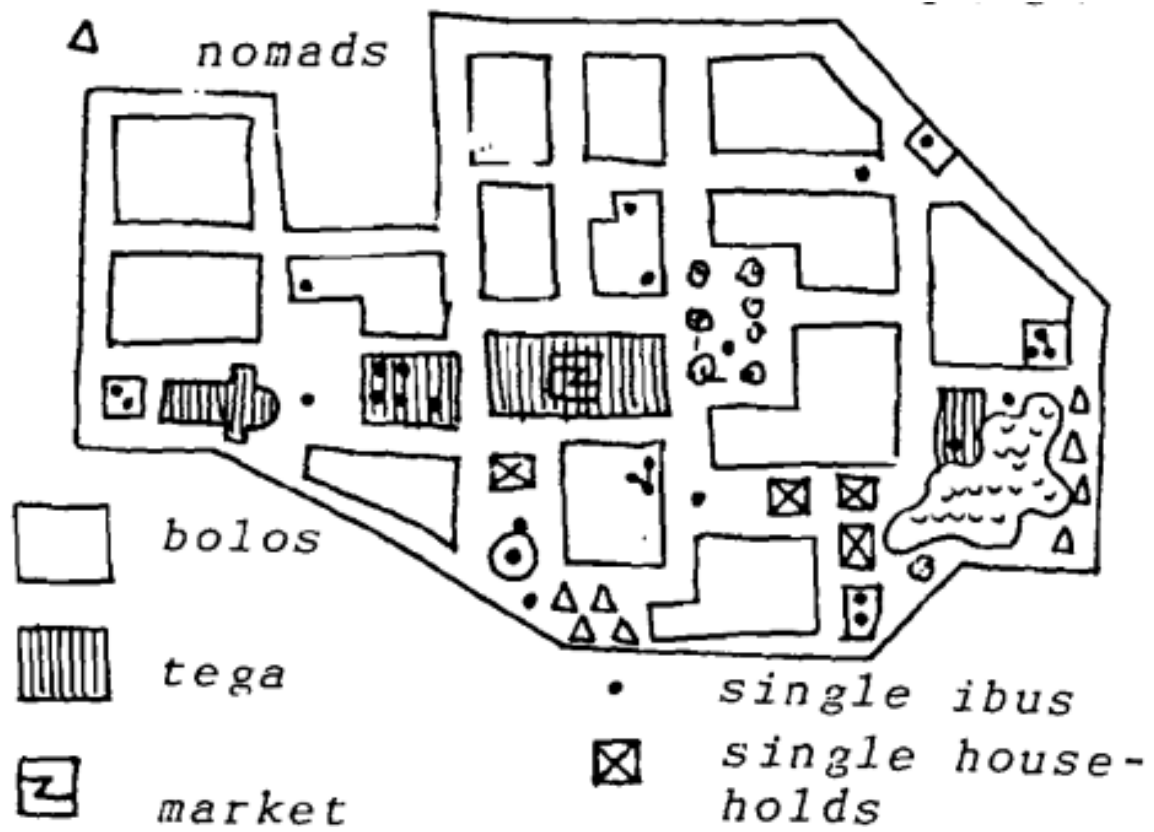 nomads
bolos
tega
market
single ibus
single house-
holds